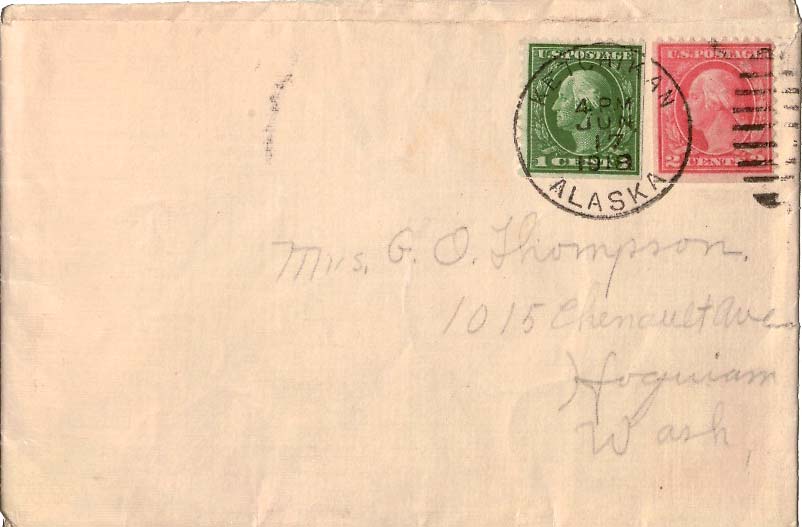 U.S. POSTAGE
1 CENT
U.S. POSTAGE
2 CENTS
KETCHIKAN
4 PM
JUN
17
1918
ALASKA
Mrs. G. O. Thompson.
1015 Chenault Ave
Hoquiam
Wash.